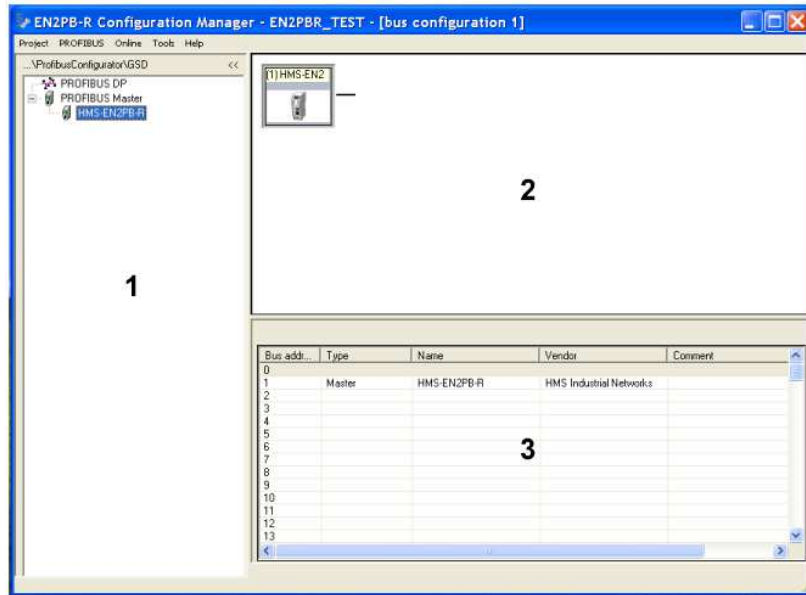 EN2PB-R Configuration Manager - EN2PBR_TEST - [bus configuration 1]
Project PROFIBUS Online Tools Help
...\ProfibusConfigurator\GSD <<
PROFIBUS DP
PROFIBUS Master
HMS-EN2PB-R
1
(1) HMS-EN2
2
Bus addr... Type Name Vendor Comment
0
1 Master HMS-EN2PB-R HMS Industrial Networks
2
3
4
5
6
7
8
9
10
11
12
13
3